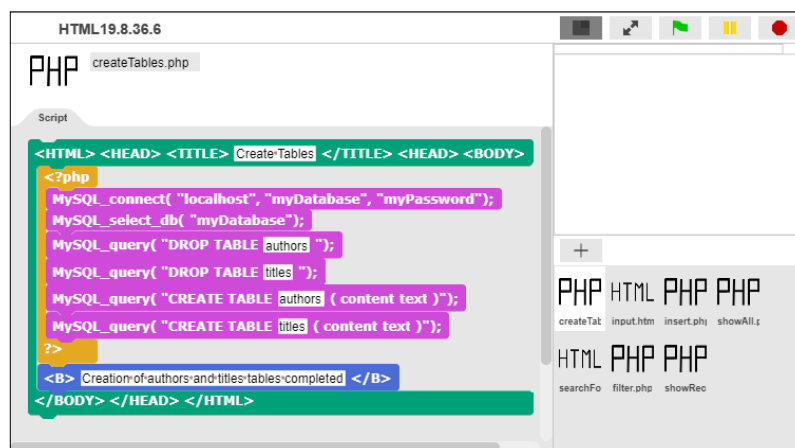 HTML19.8.36.6
PHP createTables.php
Script
<HTML> <HEAD> <TITLE> Create Tables </TITLE> <HEAD> <BODY>
<?php
MySQL_connect( "localhost", "myDatabase", "myPassword");
MySQL_select_db( "myDatabase");
MySQL_query( "DROP TABLE authors ");
MySQL_query( "DROP TABLE titles ");
MySQL_query( "CREATE TABLE authors ( content text )");
MySQL_query( "CREATE TABLE titles ( content text )");
?>
<B> Creation of authors and titles tables completed </B>
</BODY> </HEAD> </HTML>
+
PHP HTML PHP PHP
createTab input.htm insert.php showAll.p
HTML PHP PHP
searchFo filter.php showRec